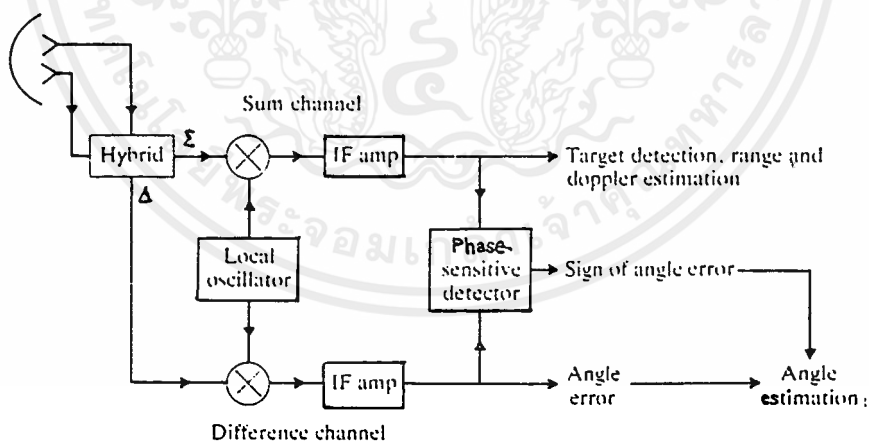 Sum channel
Hybrid
Σ
IF amp
Target detection, range and
doppler estimation
Δ
Local
oscillator
Phase-
sensitive
detector
Sign of angle error
IF amp
Angle
error
Angle
estimation:
Difference channel